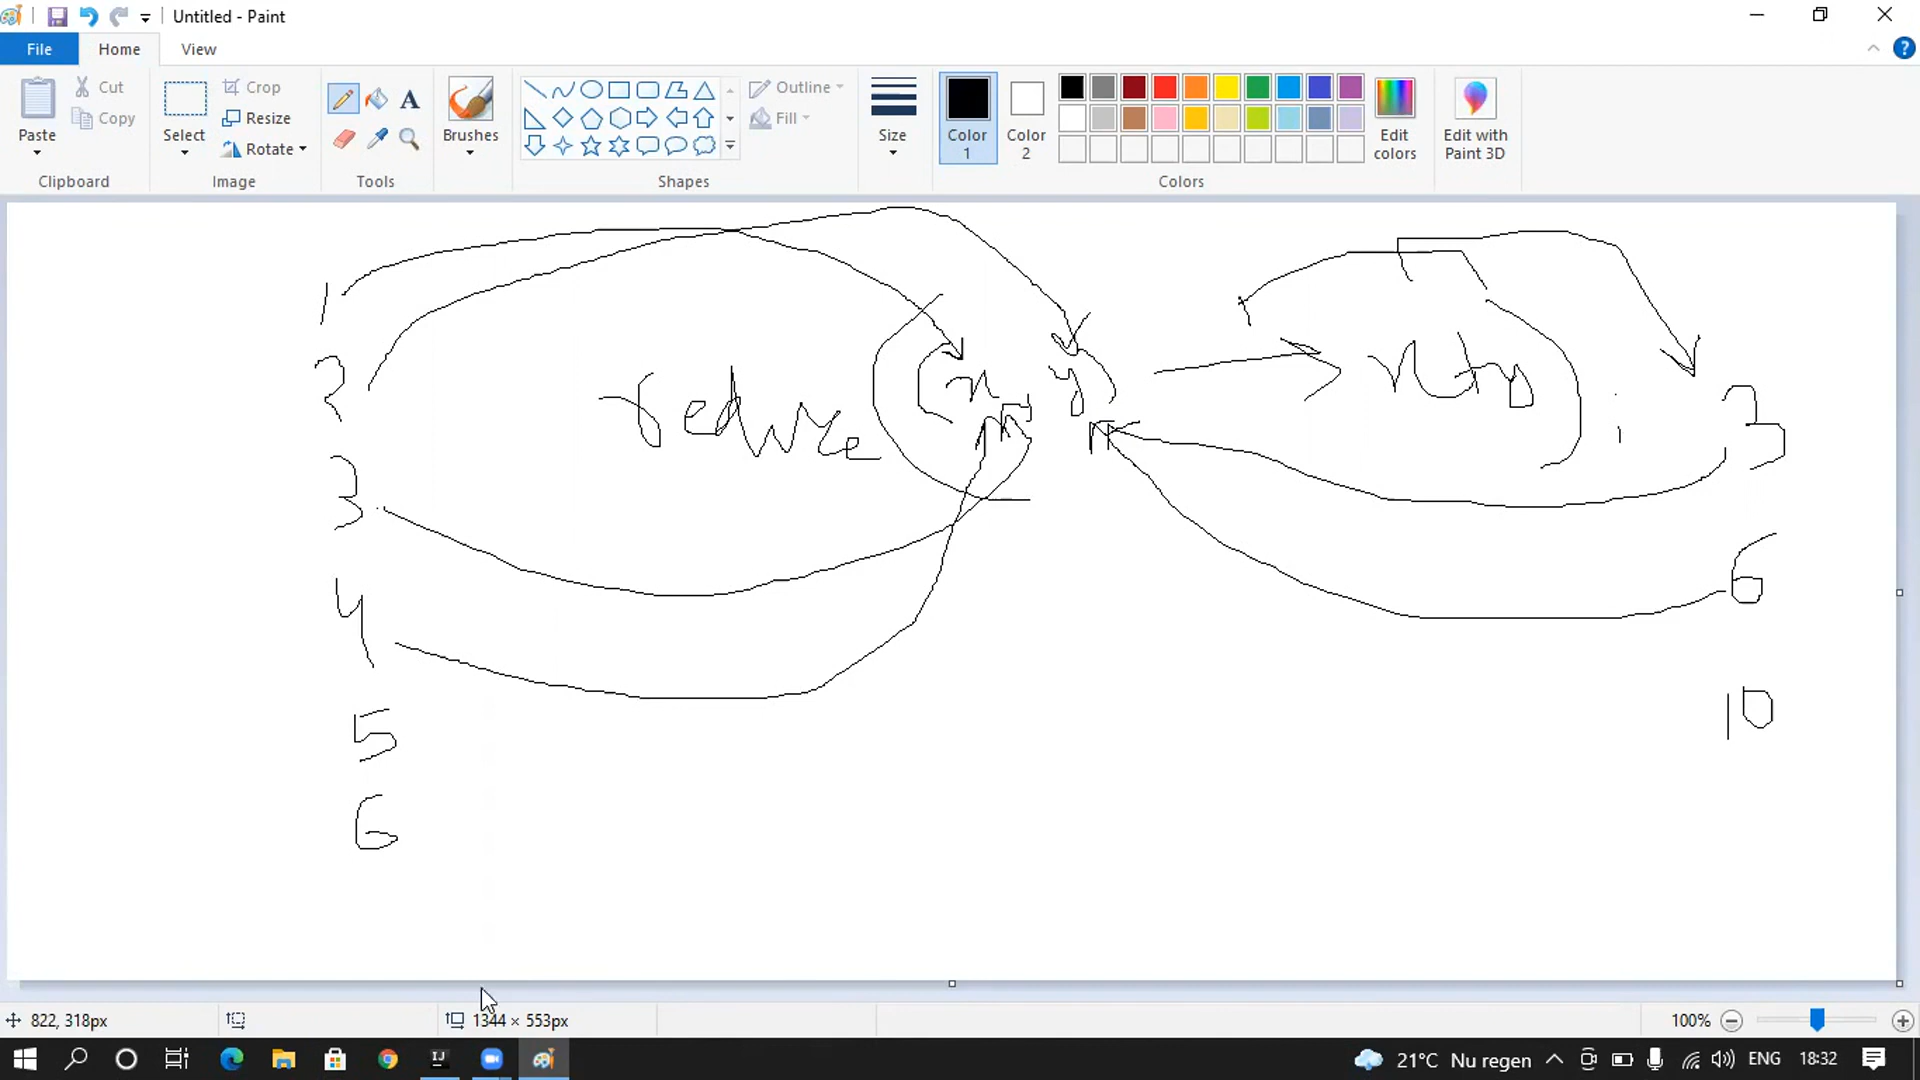 Untitled - Paint
File Home View
Paste
Cut
Copy
Clipboard
Select
Crop
Resize
Rotate
Image
Tools
Brushes
Shapes
Outline
Fill
Size
Color 1
Color 2
Edit colors
Edit with Paint 3D
Colors
1
2
3
4
5
6
reduce
3
6
10
822, 318px
1344 × 553px
100%
21°C Nu regen
ENG
18:32